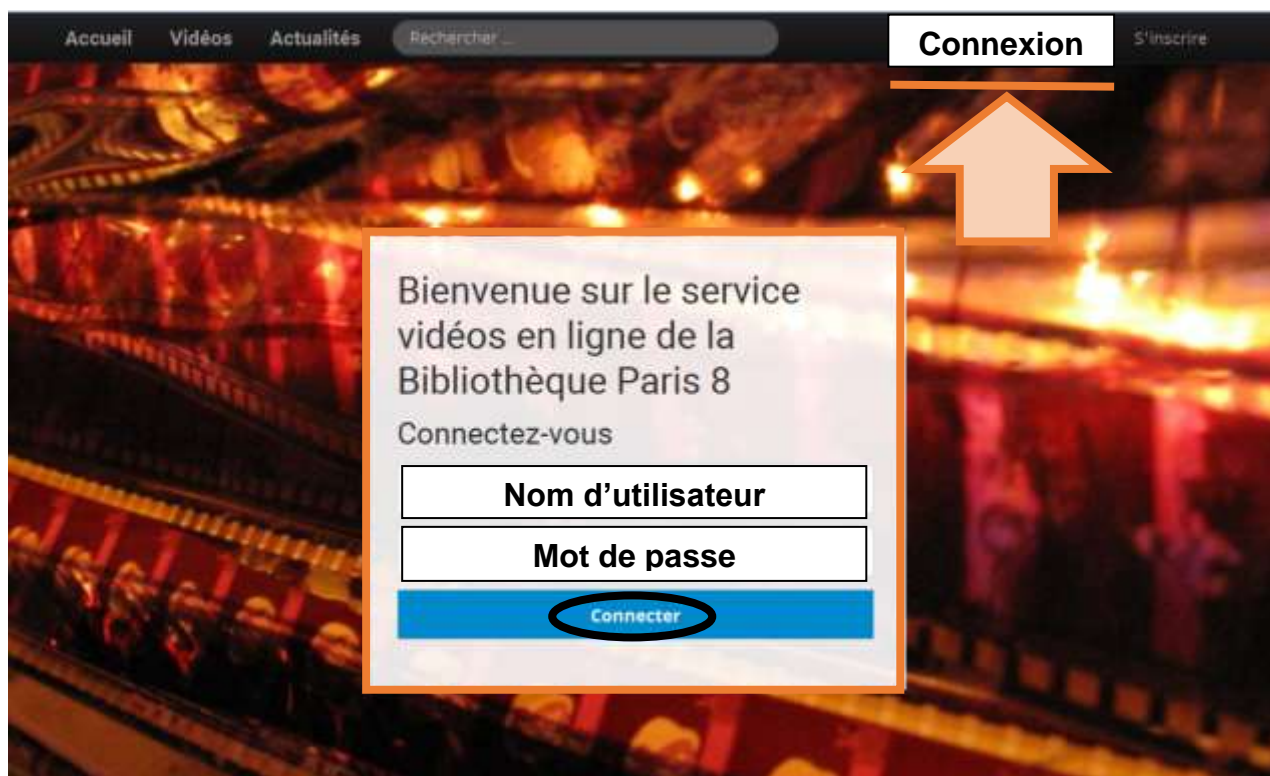 Accueil Vidéos Actualités Rechercher ... Connexion S'inscrire
Bienvenue sur le service
vidéos en ligne de la
Bibliothèque Paris 8
Connectez-vous
Nom d’utilisateur
Mot de passe
Connecter